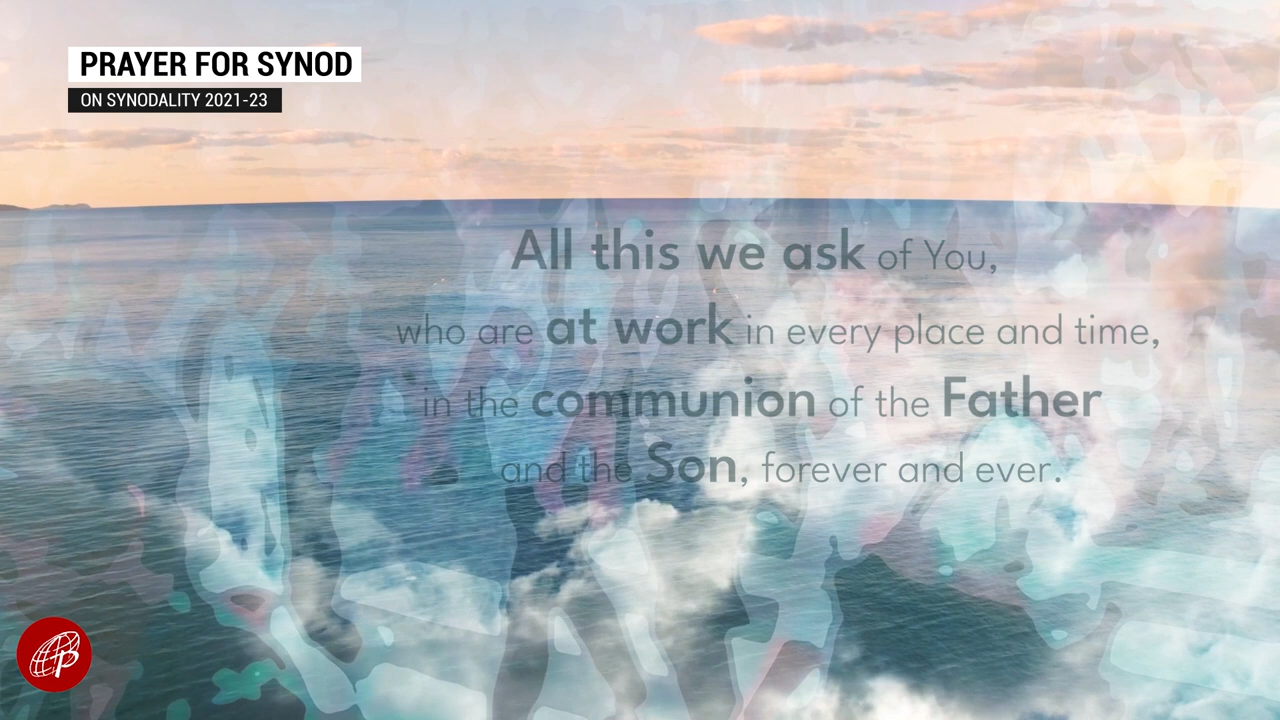 PRAYER FOR SYNOD
ON SYNODALITY 2021-23
All this we ask of You,
who are at work in every place and time,
in the communion of the Father
and the Son, forever and ever.